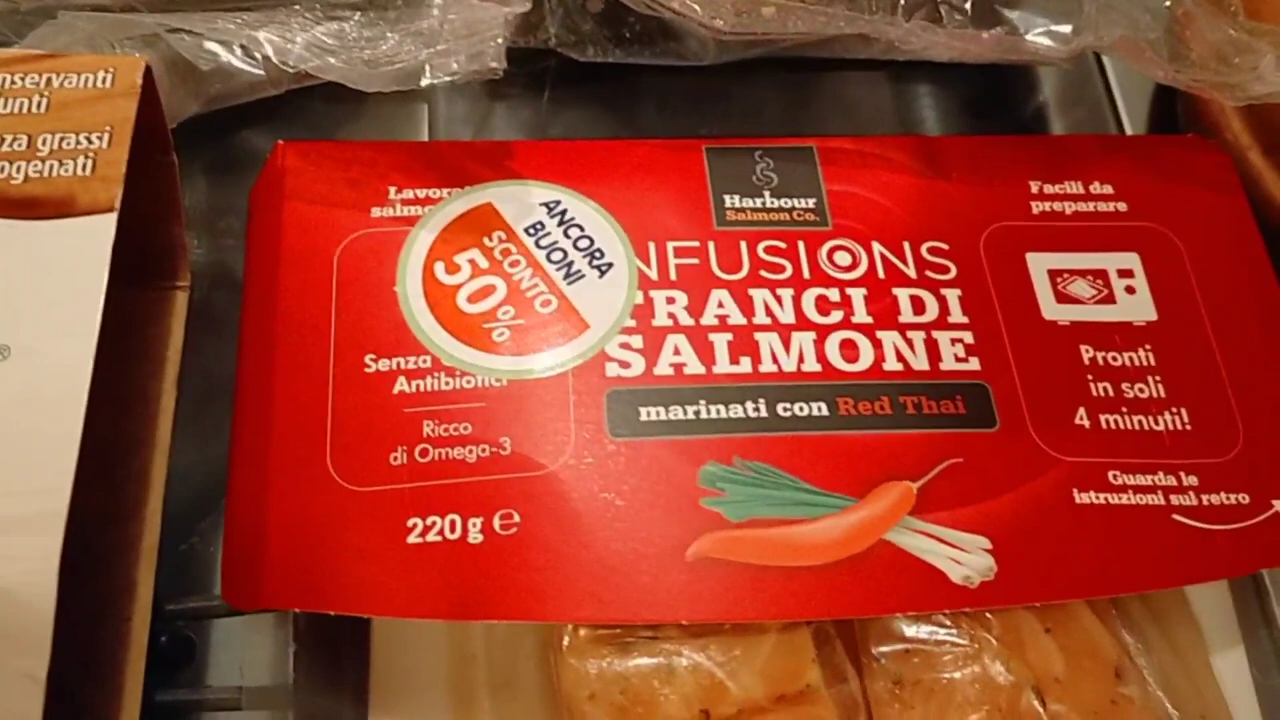 nservanti
unti
za grassi
ogenati
®
Lavora
salmo
ANCORA
BUONI
SCONTO
50%
Senza
Antibiotici
Ricco
di Omega-3
220g e
Harbour
Salmon Co.
NFUSIONS
TRANCI DI
SALMONE
marinati con Red Thai
Facili da
preparare
Pronti
in soli
4 minuti!
Guarda le
istruzioni sul retro